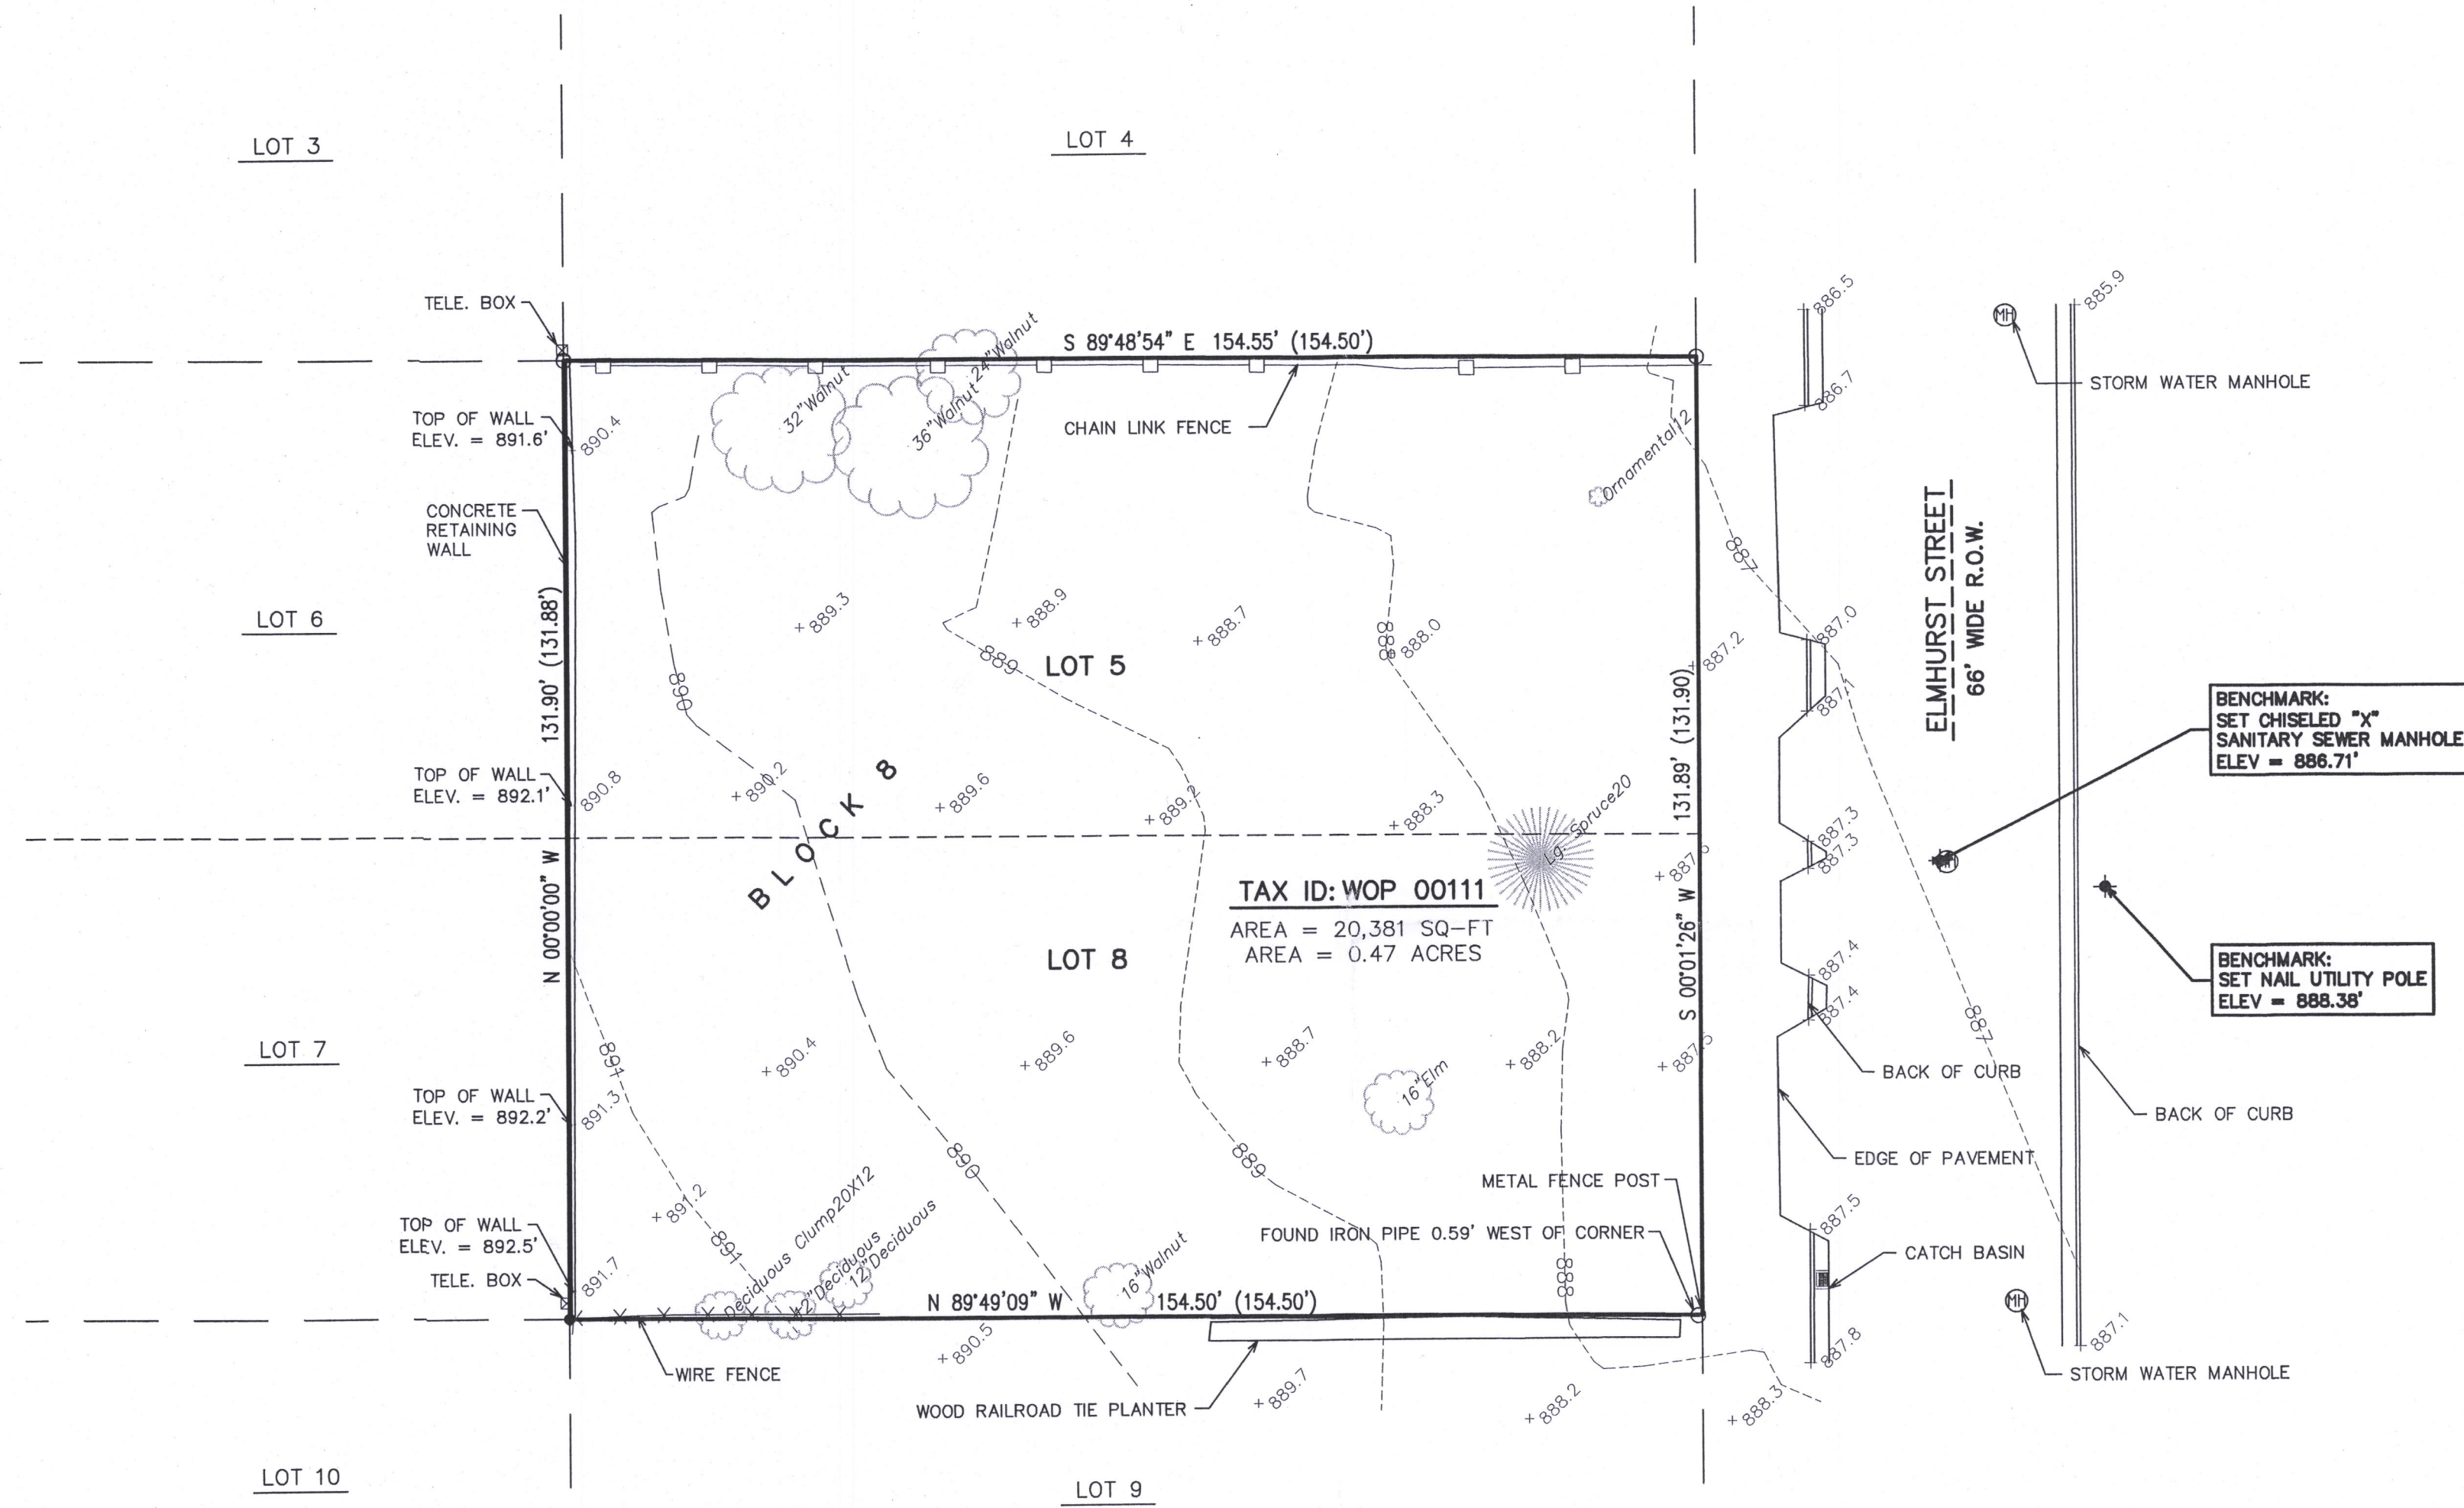 LOT 3
LOT 4
TELE. BOX
S 89°48'54" E 154.55' (154.50')
24"Walnut
32"Walnut
36"Walnut
CHAIN LINK FENCE
TOP OF WALL
ELEV. = 891.6'
890.4
Ornamental12
886.5
886.7
885.9
MH
STORM WATER MANHOLE
CONCRETE
RETAINING
WALL
ELMHURST STREET
66' WIDE R.O.W.
887
LOT 6
131.90' (131.88')
889.3
888.9
888.7
888
888.0
887.2
887.0
887.1
890
889
LOT 5
131.89' (131.90)
BENCHMARK:
SET CHISELED "X"
SANITARY SEWER MANHOLE
ELEV = 886.71'
TOP OF WALL
ELEV. = 892.1'
890.8
890.2
BLOCK 8
889.6
889.2
888.3
Lg. Spruce20
887.3
887.3
N 00°00'00" W
TAX ID: WOP 00111
AREA = 20,381 SQ-FT
AREA = 0.47 ACRES
S 00°01'26" W
LOT 8
887.4
887.4
BENCHMARK:
SET NAIL UTILITY POLE
ELEV = 888.38'
LOT 7
891
890.4
889.6
888.7
888.2
887.5
887
16"Elm
BACK OF CURB
BACK OF CURB
TOP OF WALL
ELEV. = 892.2'
891.3
890
889
EDGE OF PAVEMENT
METAL FENCE POST
891.2
891
Deciduous Clump20X12
12"Deciduous
12"Deciduous
16"Walnut
FOUND IRON PIPE 0.59' WEST OF CORNER
887.5
CATCH BASIN
TOP OF WALL
ELEV. = 892.5'
TELE. BOX
891.7
888
N 89°49'09" W 154.50' (154.50')
MH
887.8
887.1
WIRE FENCE
890.5
STORM WATER MANHOLE
WOOD RAILROAD TIE PLANTER
889.7
888.2
888.3
LOT 10
LOT 9